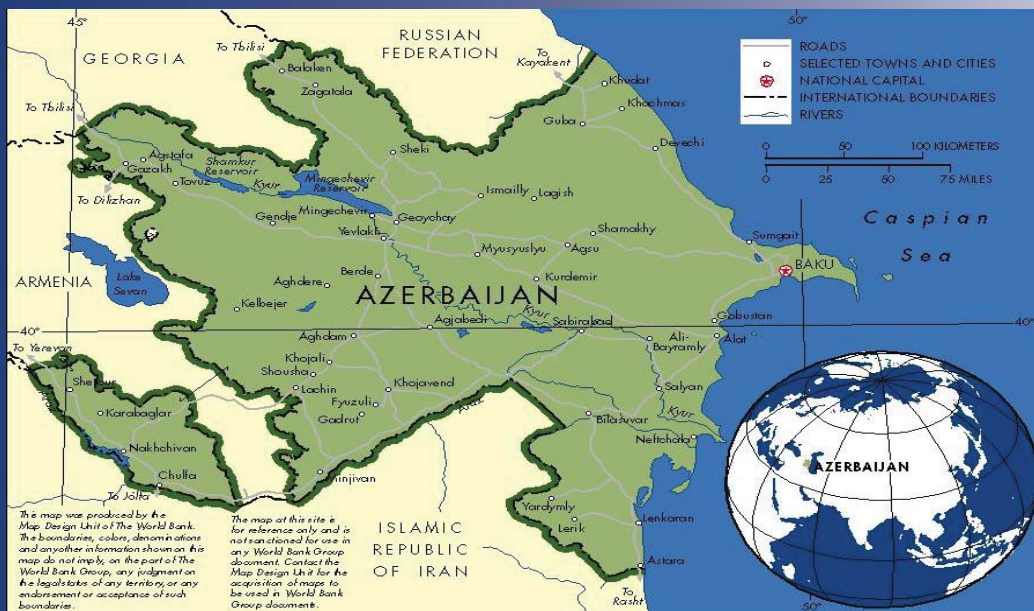 45°
50°
To Tbilisi
RUSSIAN
FEDERATION
GEORGIA
To
Kayakent
Balaken
Zagatala
Khudat
Khachmas
Guba
To Tbilisi
Devechi
Sheki
Agstafa
Gazakh
Shamkur
Reservoir
Tovuz
Kyur
Mingechevir
Reservoir
Ismailly
Lagish
To Dilizhan
Gendje
Mingechevir
Geoychay
Yevlakh
Shamakhy
Agsu
Myusyuslyu
Sumgait
BAKU
Caspian
Sea
Lake
Sevan
ARMENIA
Aghdere
Berde
Kurdemir
AZERBAIJAN
Kelbejer
Kyur
Gobustan
40°
Agjabedi
Sabirabad
40°
To Yerevan
Aghdam
Ali-
Bayramly
Alat
Khojali
Shousha
Lachin
Khojavend
Salyan
Karabaglar
Fyuzuli
Gadrut
Bilasuvar
Kyur
Neftchala
Nakhchivan
Chulfa
To Jolfa
Minjivan
Yardymly
Lerik
Lenkaran
Astara
To
Rasht
ISLAMIC
REPUBLIC
OF IRAN
50°
ROADS
SELECTED TOWNS AND CITIES
NATIONAL CAPITAL
INTERNATIONAL BOUNDARIES
RIVERS
0 50 100 KILOMETERS
0 25 50 75 MILES
AZERBAIJAN
This map was produced by the
Map Design Unit of The World Bank.
The boundaries, colors, denominations
and any other information shown on this
map do not imply, on the part of The
World Bank Group, any judgment on
the legal status of any territory, or any
endorsement or acceptance of such
boundaries.
The map at this site is
for reference only and is
not sanctioned for use in
any World Bank Group
document. Contact the
Map Design Unit for the
acquisition of maps to
be used in World Bank
Group documents.